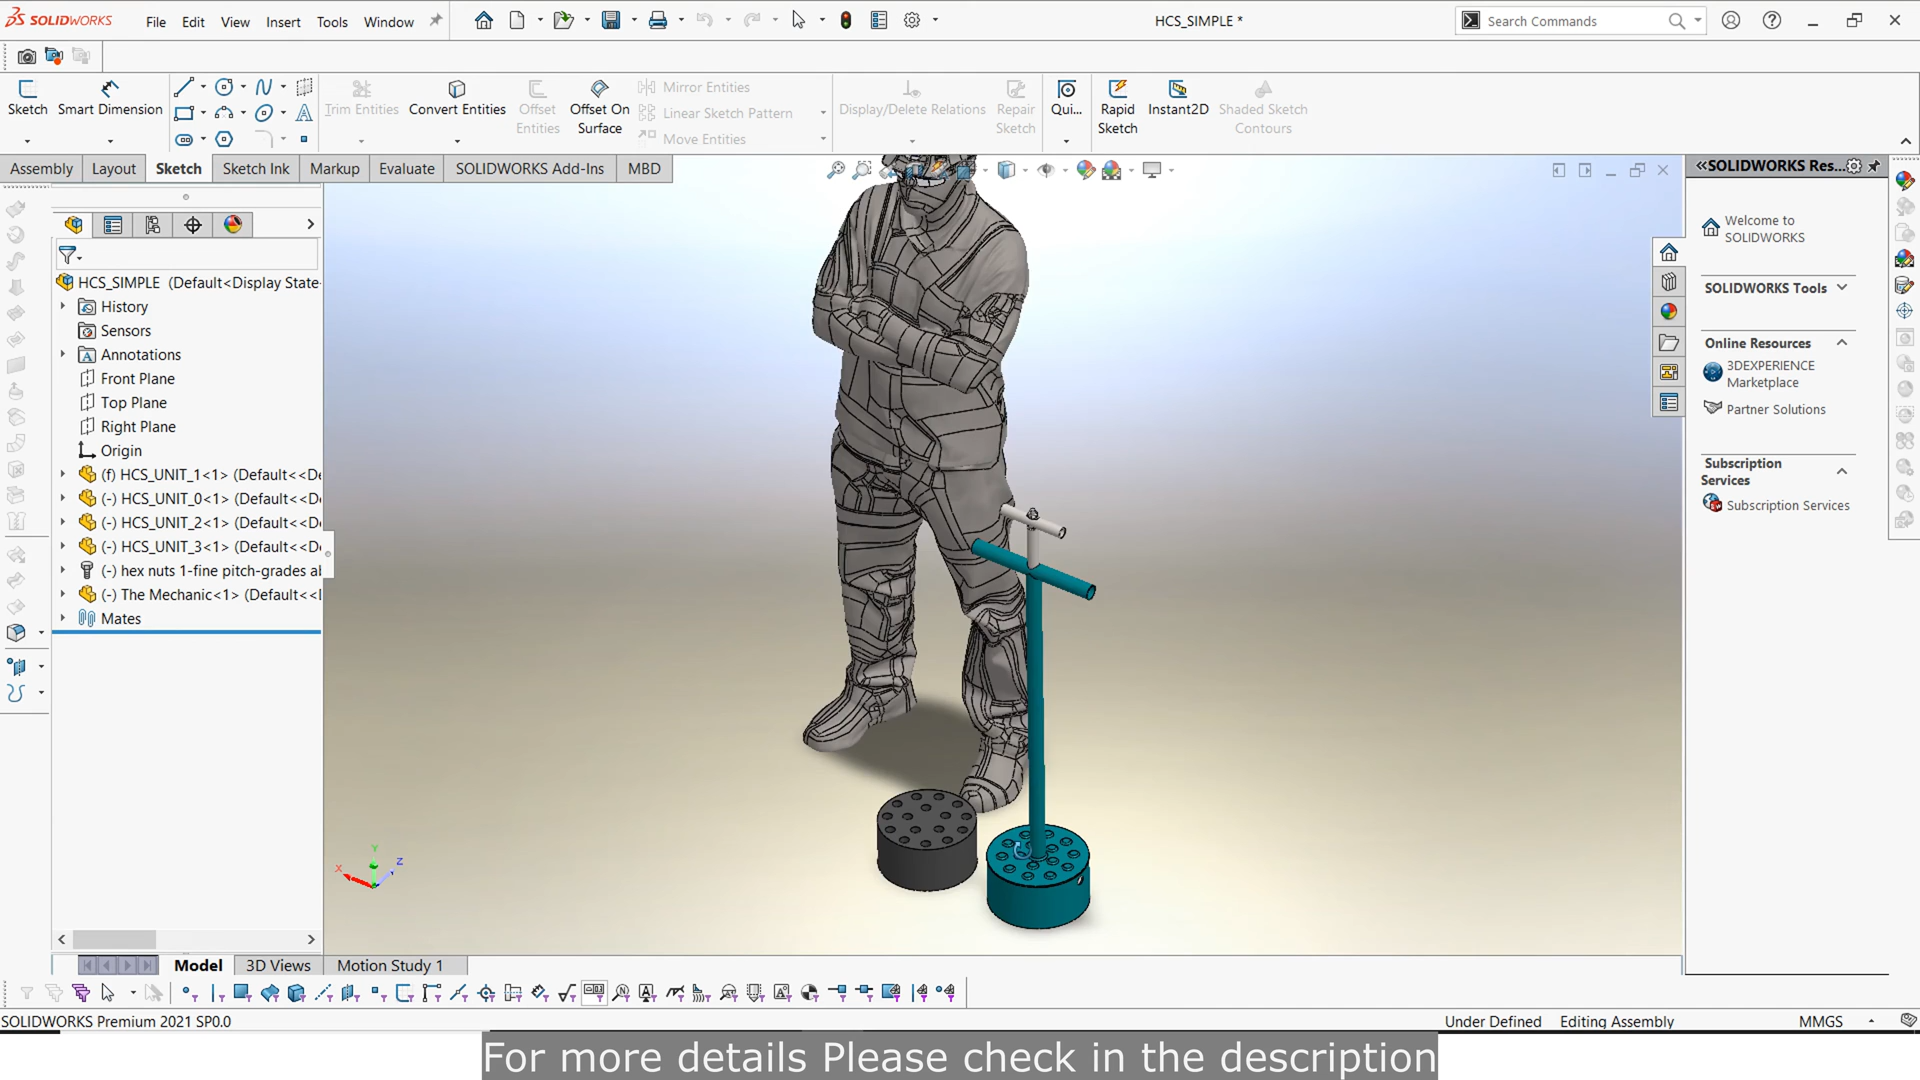 SOLIDWORKS
File Edit View Insert Tools Window
HCS_SIMPLE *
Search Commands
Sketch
Smart Dimension
Trim Entities
Convert Entities
Offset
Entities
Offset On
Surface
Mirror Entities
Linear Sketch Pattern
Move Entities
Display/Delete Relations
Repair
Sketch
Qui...
Rapid
Sketch
Instant2D
Shaded Sketch
Contours
Assembly Layout Sketch Sketch Ink Markup Evaluate SOLIDWORKS Add-Ins MBD
HCS_SIMPLE (Default<Display State-
History
Sensors
Annotations
Front Plane
Top Plane
Right Plane
Origin
(f) HCS_UNIT_1<1> (Default<<De
(-) HCS_UNIT_0<1> (Default<<De
(-) HCS_UNIT_2<1> (Default<<De
(-) HCS_UNIT_3<1> (Default<<De
(-) hex nuts 1-fine pitch-grades al
(-) The Mechanic<1> (Default<<I
Mates
Y
X
Z
SOLIDWORKS Res...
Welcome to
SOLIDWORKS
SOLIDWORKS Tools
Online Resources
3DEXPERIENCE
Marketplace
Partner Solutions
Subscription
Services
Subscription Services
Model 3D Views Motion Study 1
SOLIDWORKS Premium 2021 SP0.0
Under Defined Editing Assembly MMGS
For more details Please check in the description